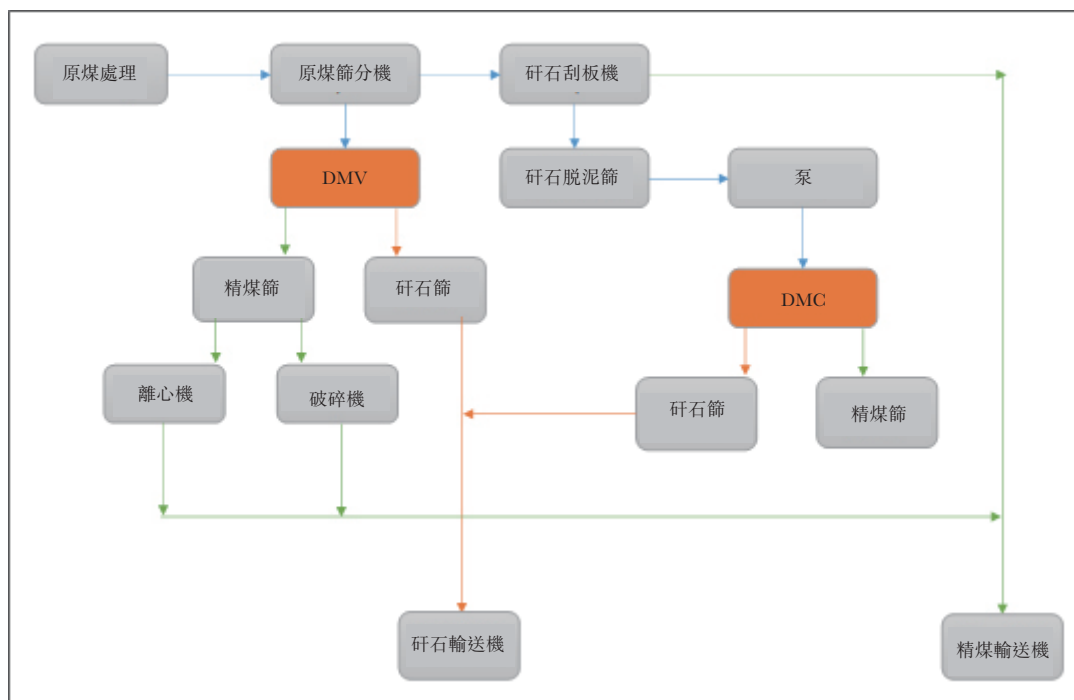 原煤處理
原煤篩分機
矸石刮板機
DMV
矸石脫泥篩
泵
精煤篩
矸石篩
DMC
離心機
破碎機
矸石篩
精煤篩
矸石輸送機
精煤輸送機